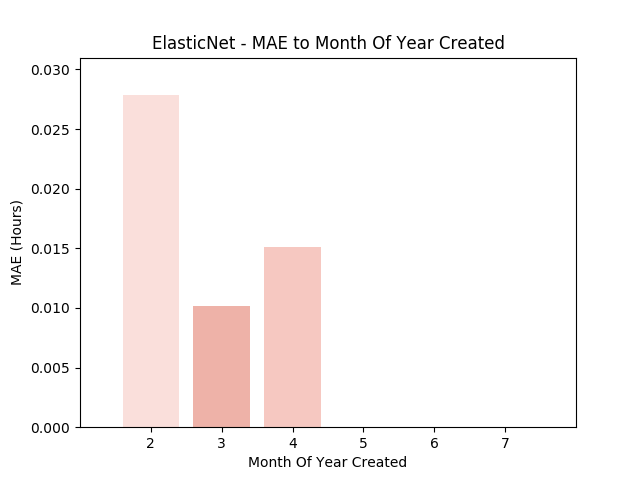 ElasticNet - MAE to Month Of Year Created
0.030
0.025
0.020
0.015
0.010
0.005
0.000
MAE (Hours)
2 3 4 5 6 7
Month Of Year Created